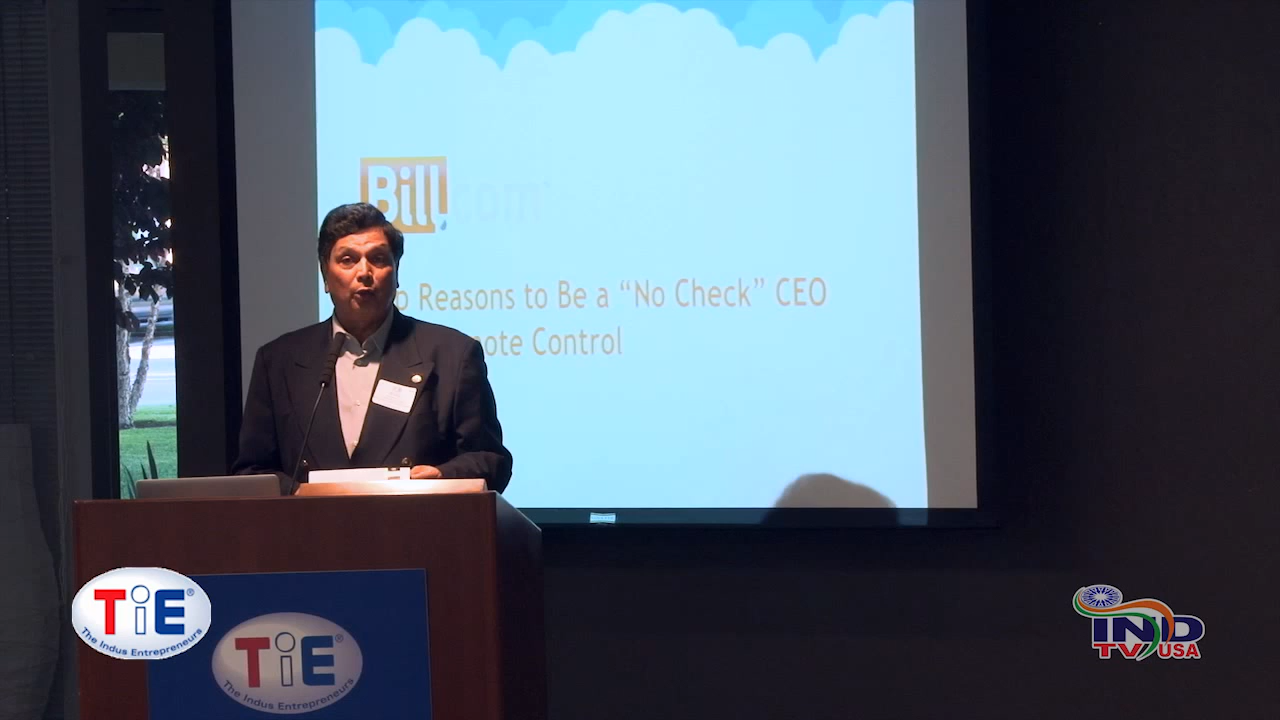 Bill.com
Reasons to Be a “No Check” CEO
Control
TiE®
The Indus Entrepreneurs
TiE®
The Indus Entrepreneurs
IND
TV USA